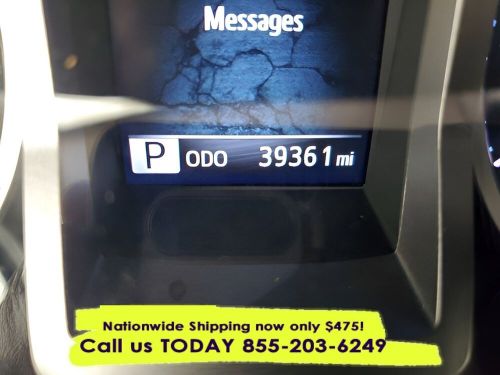 Messages
P ODO 39361 mi
Nationwide Shipping now only $475!
Call us TODAY 855-203-6249